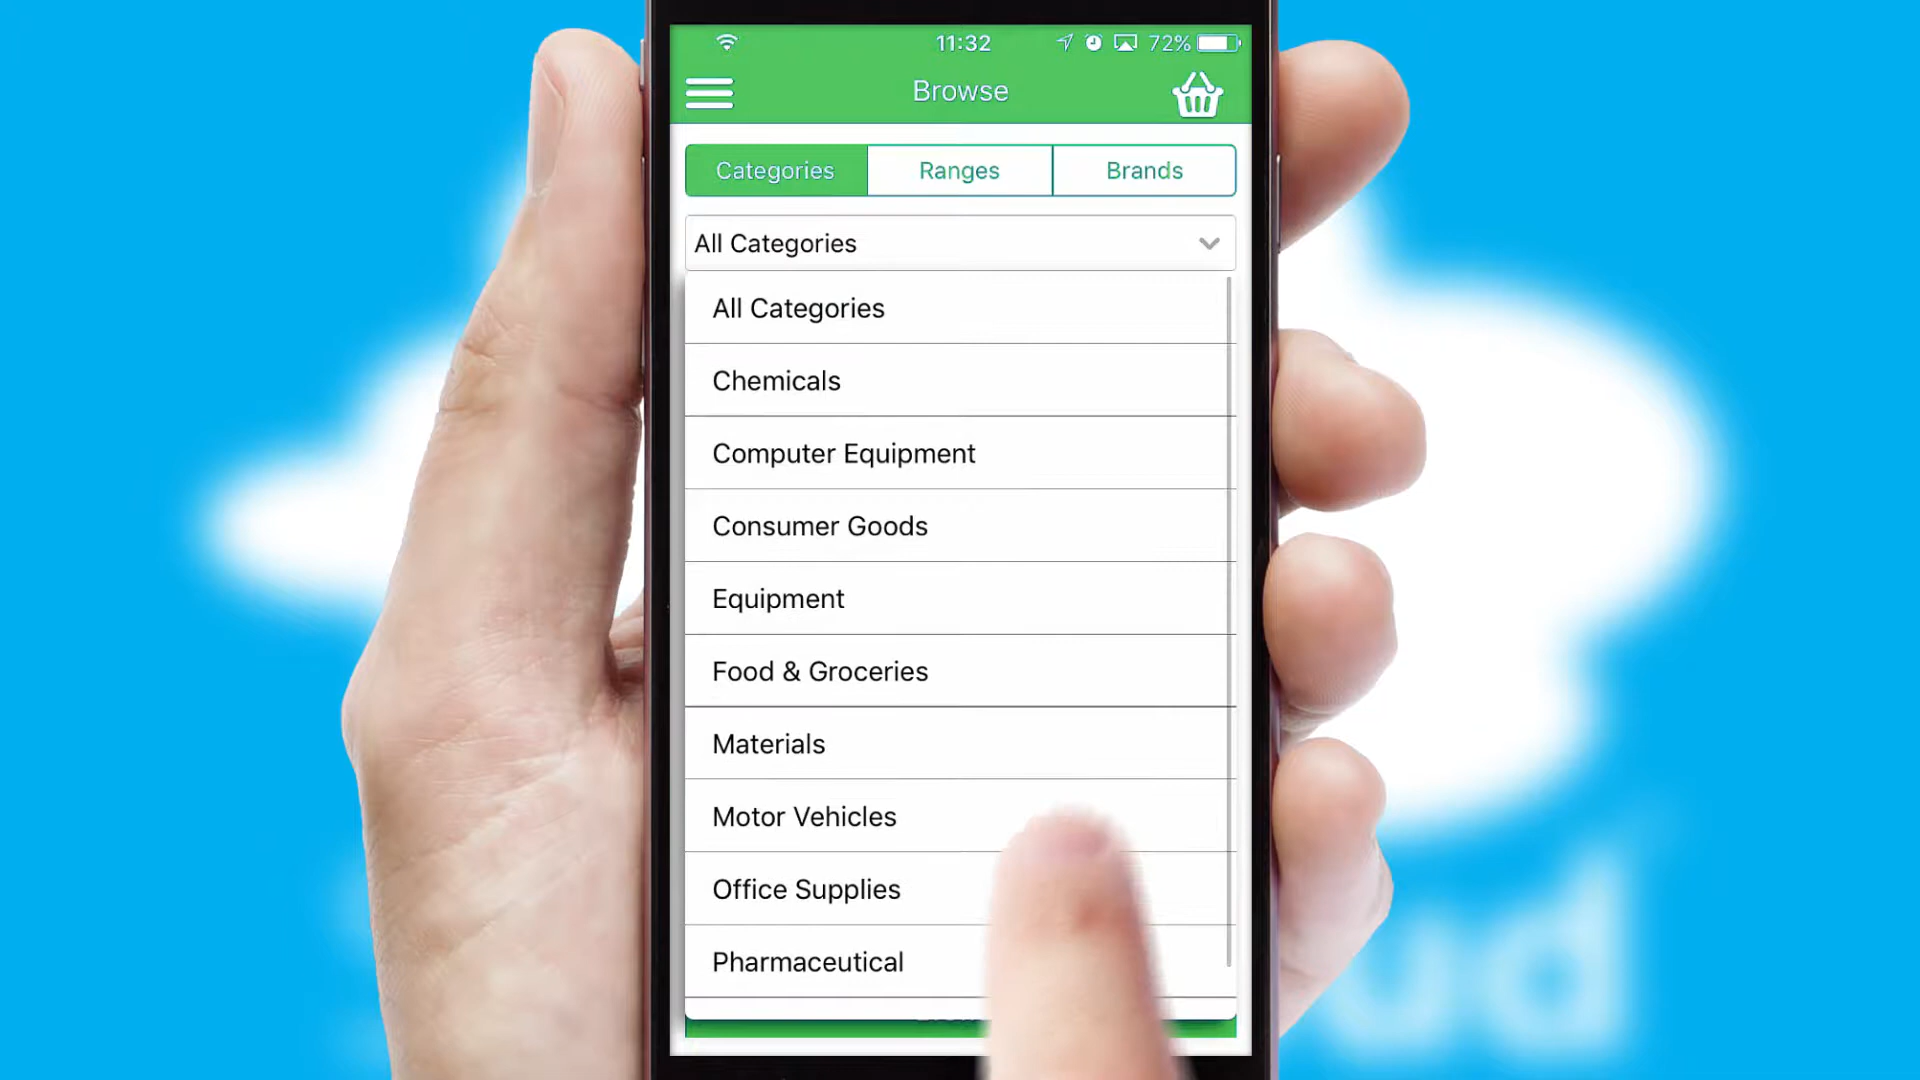 11:32 72%
Browse
Categories Ranges Brands
All Categories
All Categories
Chemicals
Computer Equipment
Consumer Goods
Equipment
Food & Groceries
Materials
Motor Vehicles
Office Supplies
Pharmaceutical